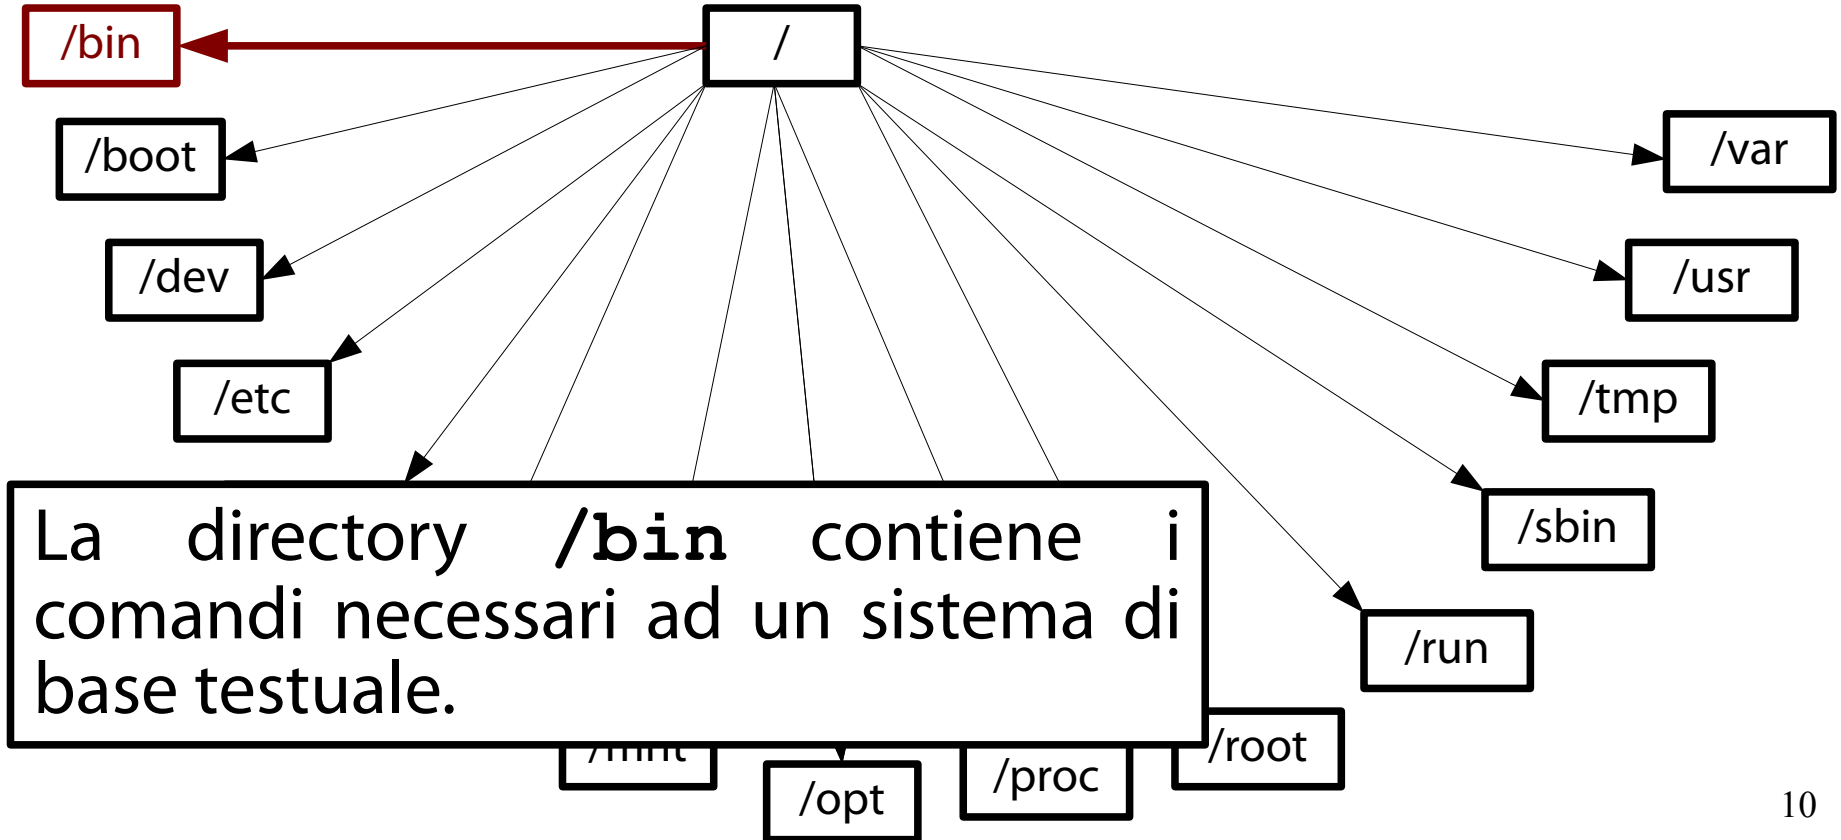 /bin
/
/boot
/var
/dev
/usr
/etc
/tmp
La directory /bin contiene i
comandi necessari ad un sistema di
base testuale.
/sbin
/run
/mnt
/opt
/proc
/root
10